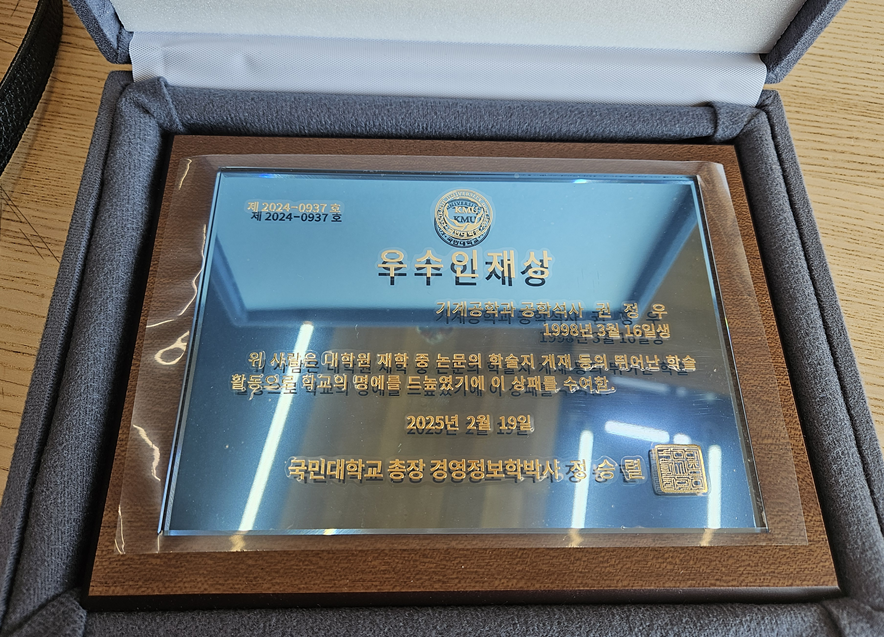 제 2024-0937 호
KMU
우수인재상
기계공학과 공학석사 권 정 우
1998년 3월 16일생
위 사람은 대학원 재학 중 논문의 학술지 게재 등의 뛰어난 학술
활동으로 학교의 명예를 드높였기에 이 상패를 수여함.
2025년 2월 19일
국민대학교 총장 경영정보학박사 정 승 렬